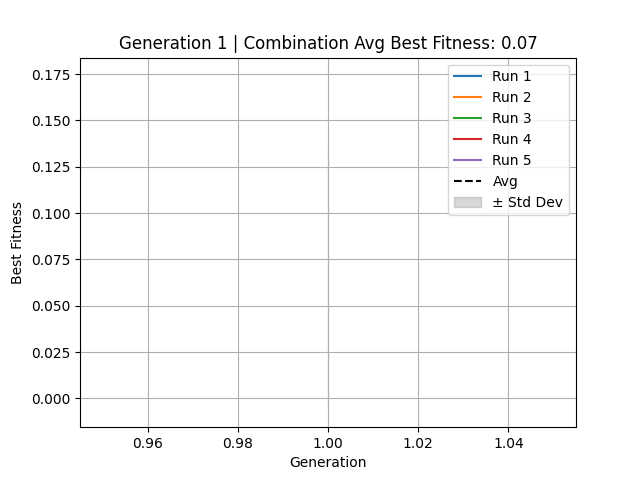 Generation 1 | Combination Avg Best Fitness: 0.07
Best Fitness
0.175
0.150
0.125
0.100
0.075
0.050
0.025
0.000
Run 1
Run 2
Run 3
Run 4
Run 5
Avg
± Std Dev
0.96 0.98 1.00 1.02 1.04
Generation